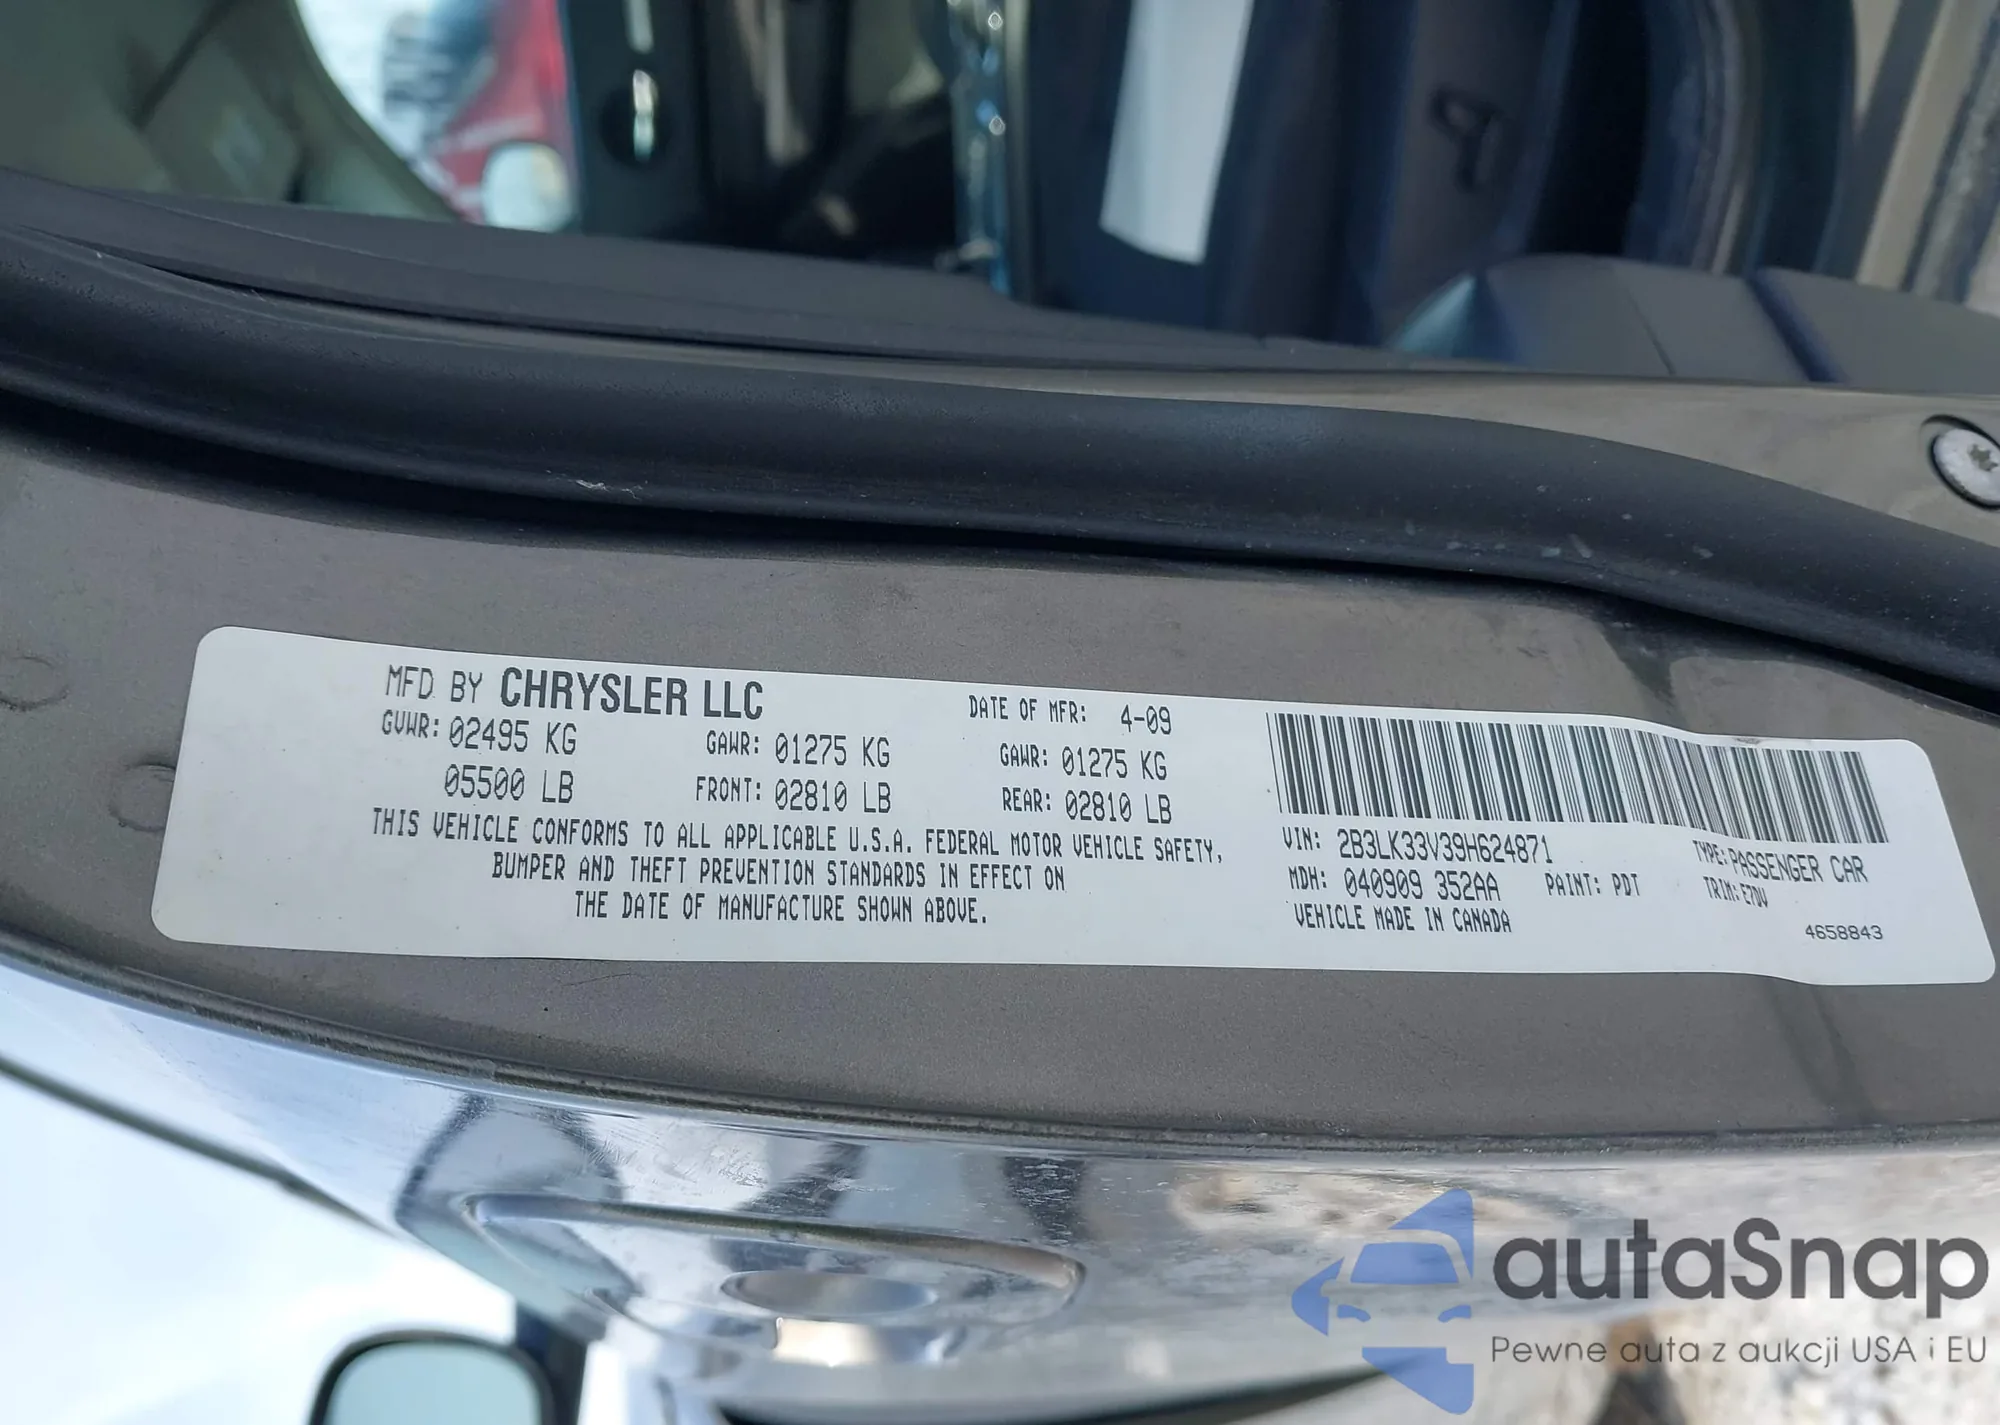 MFD BY CHRYSLER LLC DATE OF MFR: 4-09
GVWR: 02495 KG GAWR: 01275 KG GAWR: 01275 KG
05500 LB FRONT: 02810 LB REAR: 02810 LB
THIS VEHICLE CONFORMS TO ALL APPLICABLE U.S.A. FEDERAL MOTOR VEHICLE SAFETY,
BUMPER AND THEFT PREVENTION STANDARDS IN EFFECT ON
THE DATE OF MANUFACTURE SHOWN ABOVE.
VIN: 2B3LK33V39H624871 TYPE: PASSENGER CAR
MDH: 040909 352AA PAINT: PDT TRIM: E7DV
VEHICLE MADE IN CANADA
4658843
autaSnap
Pewne auta z aukcji USA i EU